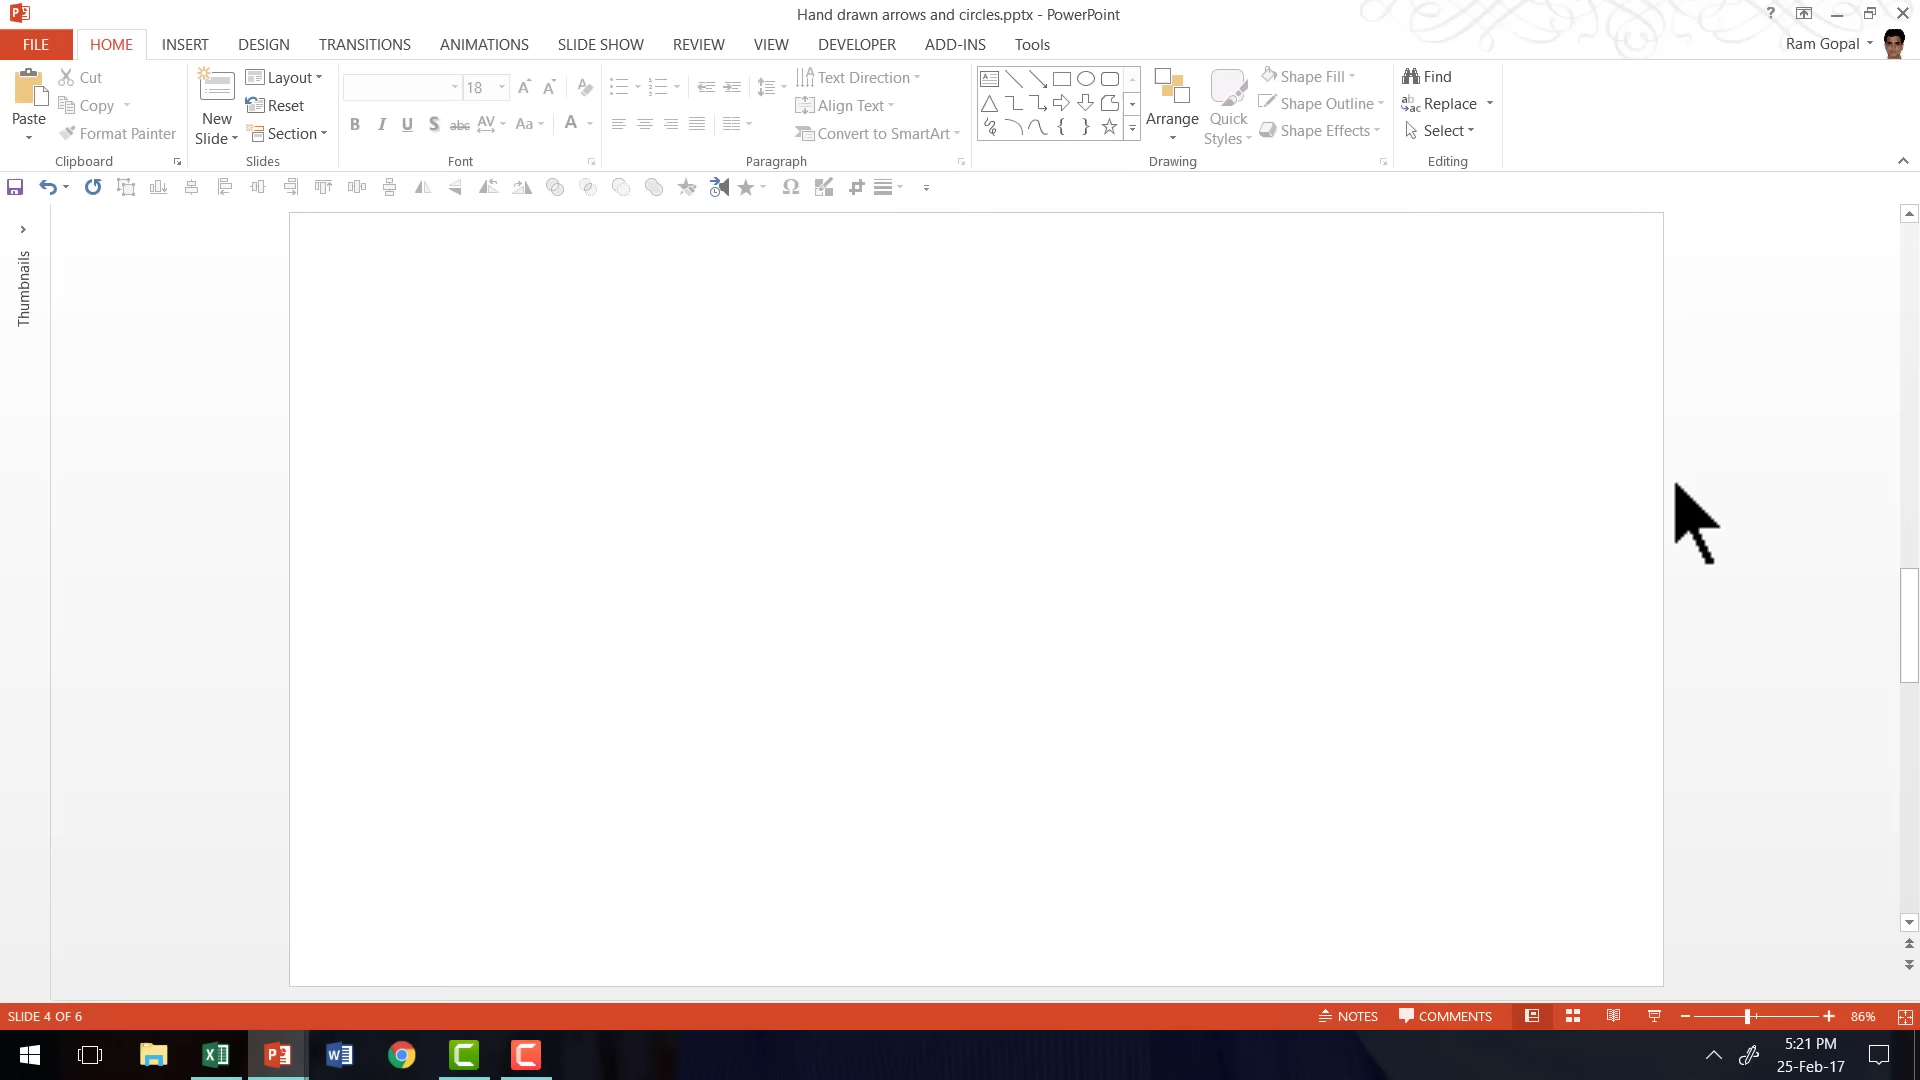 Hand drawn arrows and circles.pptx - PowerPoint
FILE HOME INSERT DESIGN TRANSITIONS ANIMATIONS SLIDE SHOW REVIEW VIEW DEVELOPER ADD-INS Tools Ram Gopal
Paste
Cut
Copy
Format Painter
Clipboard
New
Slide
Layout
Reset
Section
Slides
18
B I U S abc AV Aa A
Font
Text Direction
Align Text
Convert to SmartArt
Paragraph
Arrange
Quick
Styles
Shape Fill
Shape Outline
Shape Effects
Drawing
Find
Replace
Select
Editing
Thumbnails
SLIDE 4 OF 6 NOTES COMMENTS 86%
5:21 PM
25-Feb-17